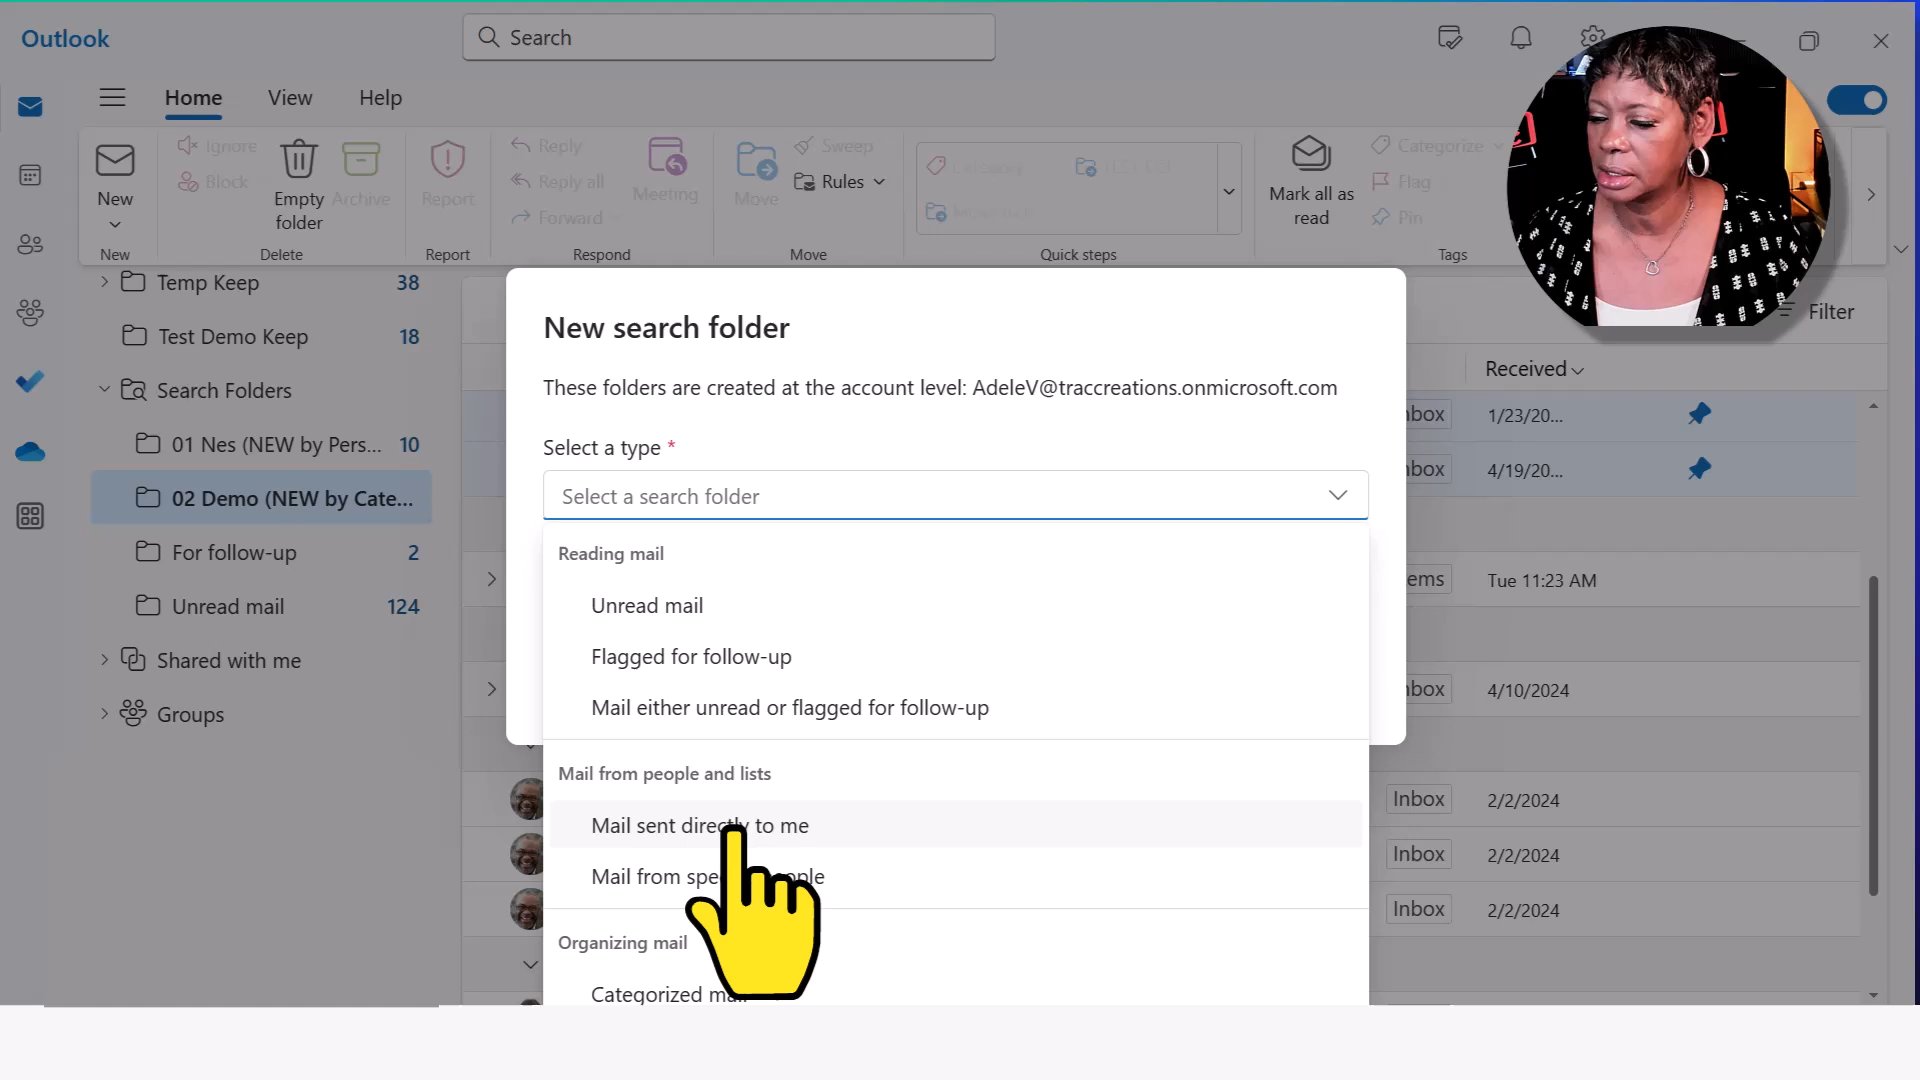 Outlook
Search
Home View Help
New
New
Ignore
Block
Empty
folder
Archive
Delete
Report
Report
Reply
Reply all
Forward
Meeting
Respond
Move
Sweep
Rules
Move
Quick steps
Mark all as
read
Categorize
Flag
Pin
Tags
Temp Keep 38
Test Demo Keep 18
Search Folders
01 Nes (NEW by Pers... 10
02 Demo (NEW by Cate...
For follow-up 2
Unread mail 124
Shared with me
Groups
New search folder
These folders are created at the account level: AdeleV@traccreations.onmicrosoft.com
Select a type *
Select a search folder
Reading mail
Unread mail
Flagged for follow-up
Mail either unread or flagged for follow-up
Mail from people and lists
Mail sent directly to me
Mail from
Organizing mail
Categorized
Filter
Received
nbox 1/23/20...
nbox 4/19/20...
ems Tue 11:23 AM
nbox 4/10/2024
Inbox 2/2/2024
Inbox 2/2/2024
Inbox 2/2/2024